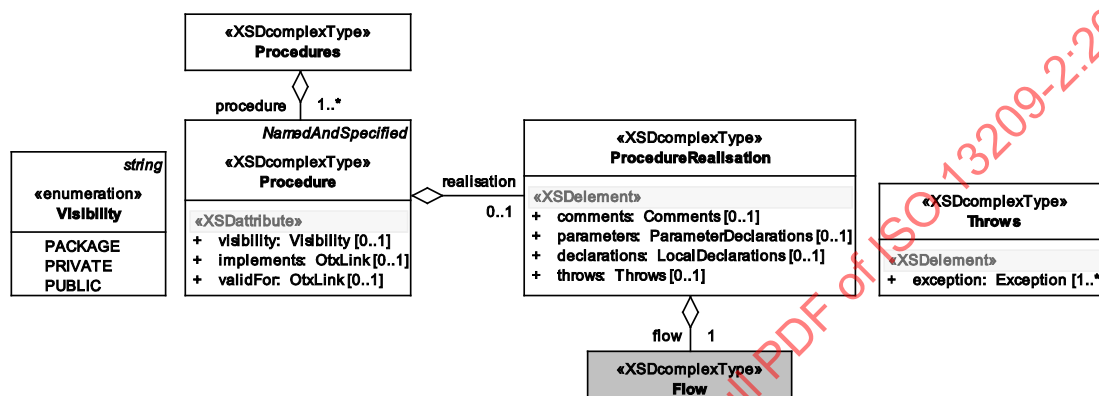 «XSDcomplexType»
Procedures
procedure
1..*
NamedAndSpecified
«XSDcomplexType»
Procedure
«XSDattribute»
+ visibility: Visibility [0..1]
+ implements: OtxLink [0..1]
+ validFor: OtxLink [0..1]
string
«enumeration»
Visibility
PACKAGE
PRIVATE
PUBLIC
realisation
0..1
«XSDcomplexType»
ProcedureRealisation
«XSDelement»
+ comments: Comments [0..1]
+ parameters: ParameterDeclarations [0..1]
+ declarations: LocalDeclarations [0..1]
+ throws: Throws [0..1]
flow
1
«XSDcomplexType»
Flow
«XSDcomplexType»
Throws
«XSDelement»
+ exception: Exception [1..*
PDF of ISO 13209-2:2